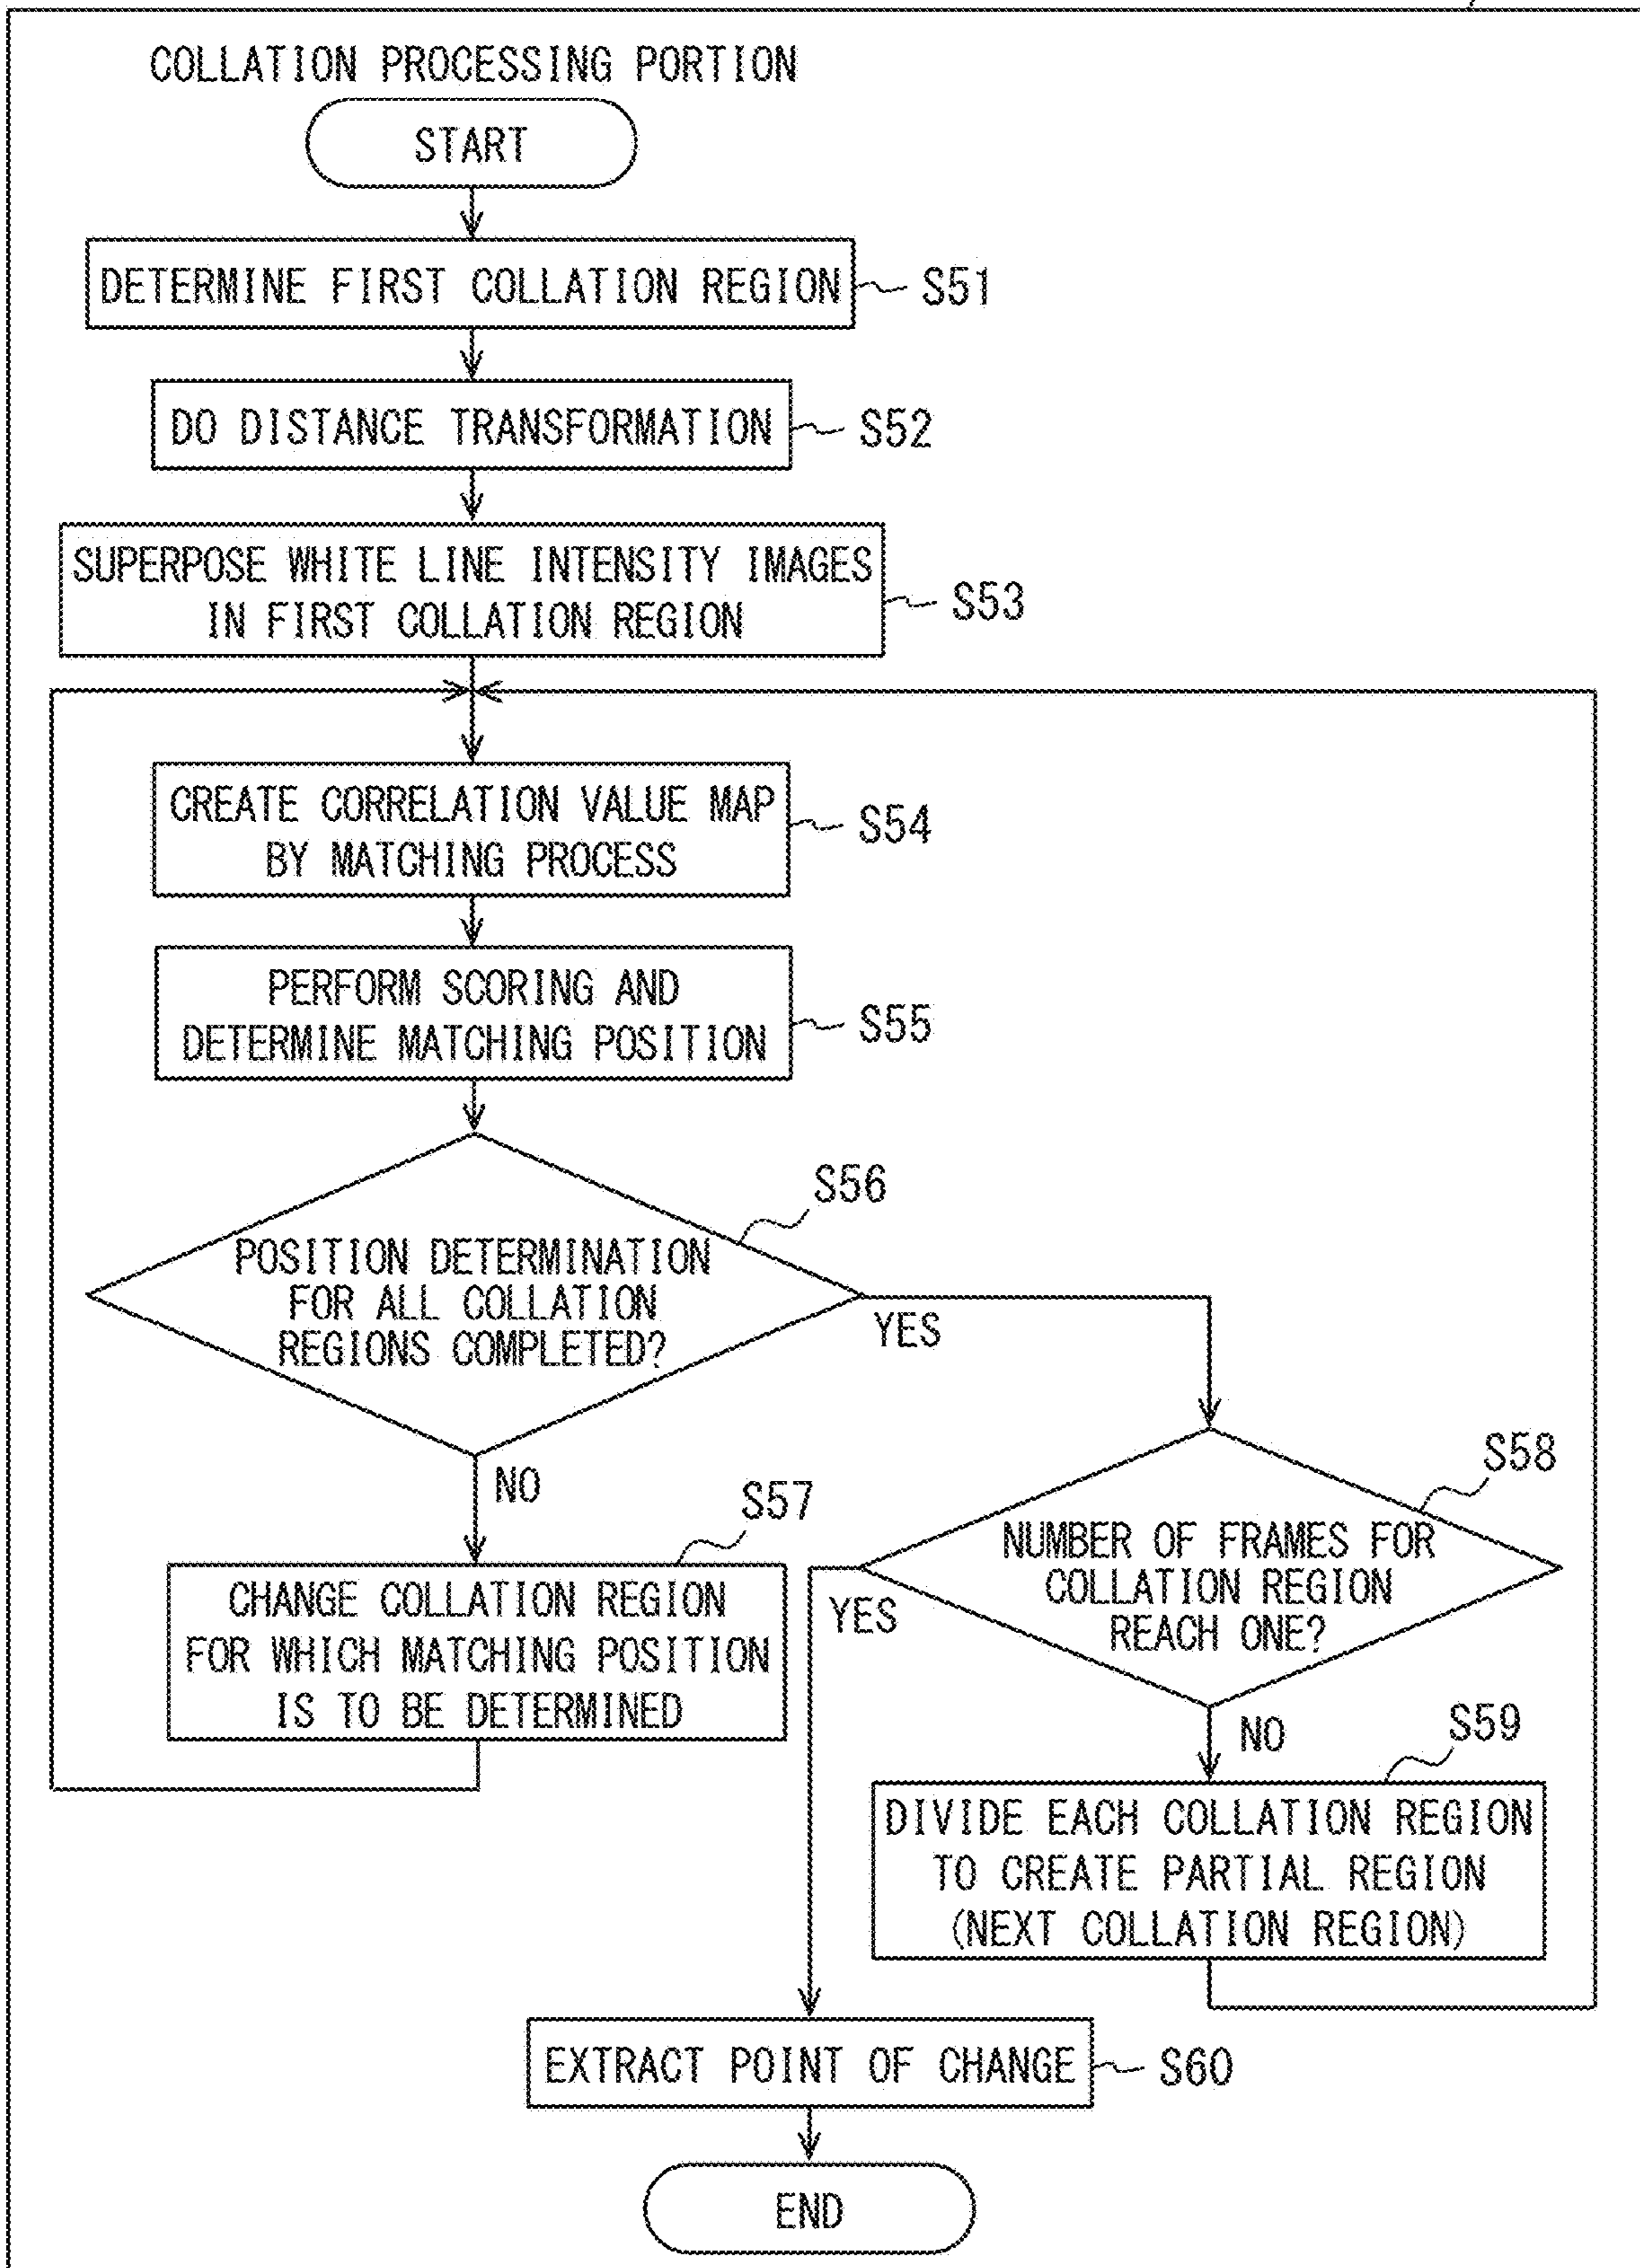 COLLATION PROCESSING PORTION
START
DETERMINE FIRST COLLATION REGION
S51
DO DISTANCE TRANSFORMATION
S52
SUPERPOSE WHITE LINE INTENSITY IMAGES
IN FIRST COLLATION REGION
S53
CREATE CORRELATION VALUE MAP
BY MATCHING PROCESS
S54
PERFORM SCORING AND
DETERMINE MATCHING POSITION
S55
S56
POSITION DETERMINATION
FOR ALL COLLATION
REGIONS COMPLETED?
YES
NO
S57
CHANGE COLLATION REGION
FOR WHICH MATCHING POSITION
IS TO BE DETERMINED
S58
NUMBER OF FRAMES FOR
COLLATION REGION
REACH ONE?
YES
NO
S59
DIVIDE EACH COLLATION REGION
TO CREATE PARTIAL REGION
(NEXT COLLATION REGION)
EXTRACT POINT OF CHANGE
S60
END